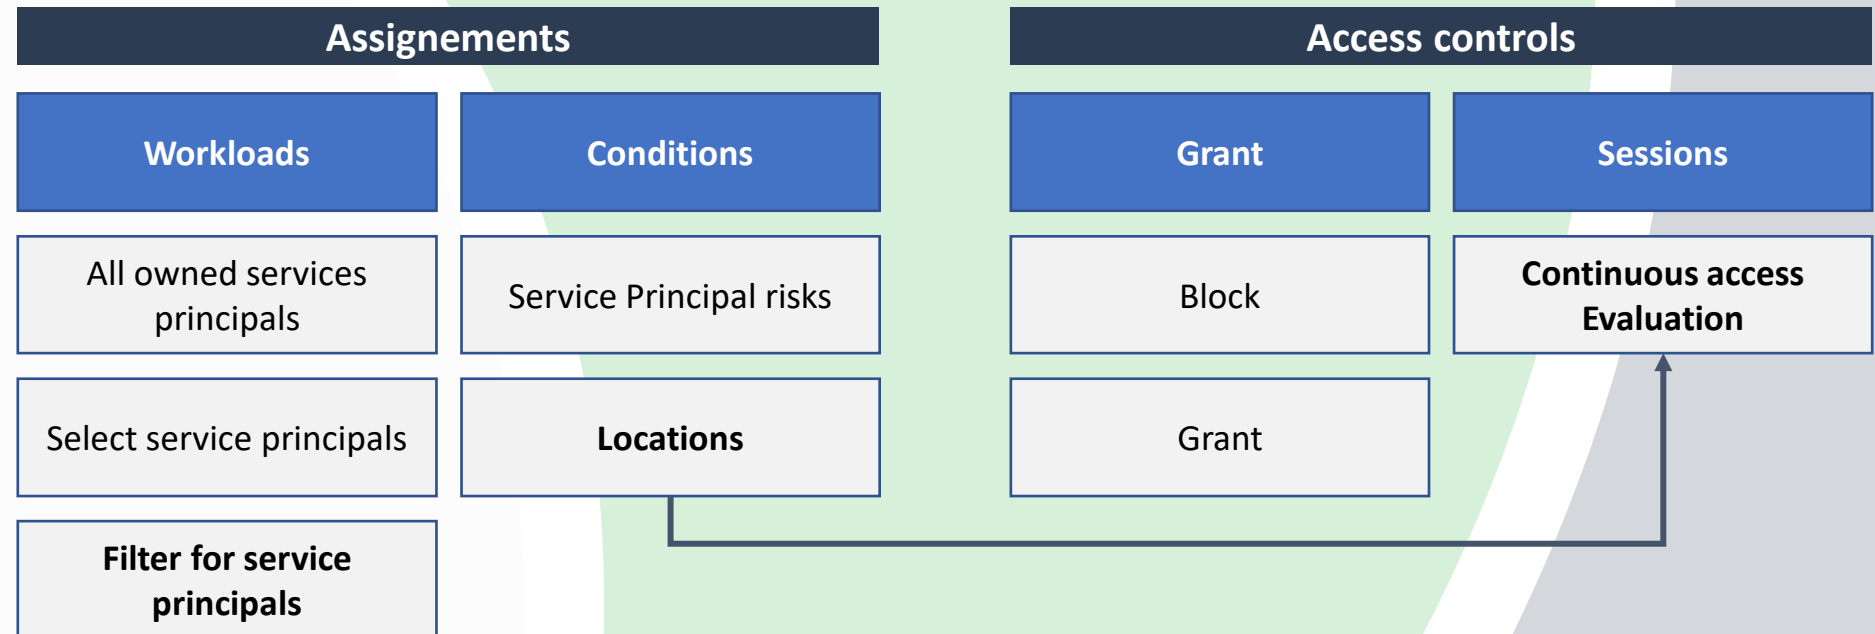 Assignements
Access controls
Workloads
Conditions
Grant
Sessions
All owned services
principals
Service Principal risks
Block
Continuous access
Evaluation
Select service principals
Locations
Grant
Filter for service
principals